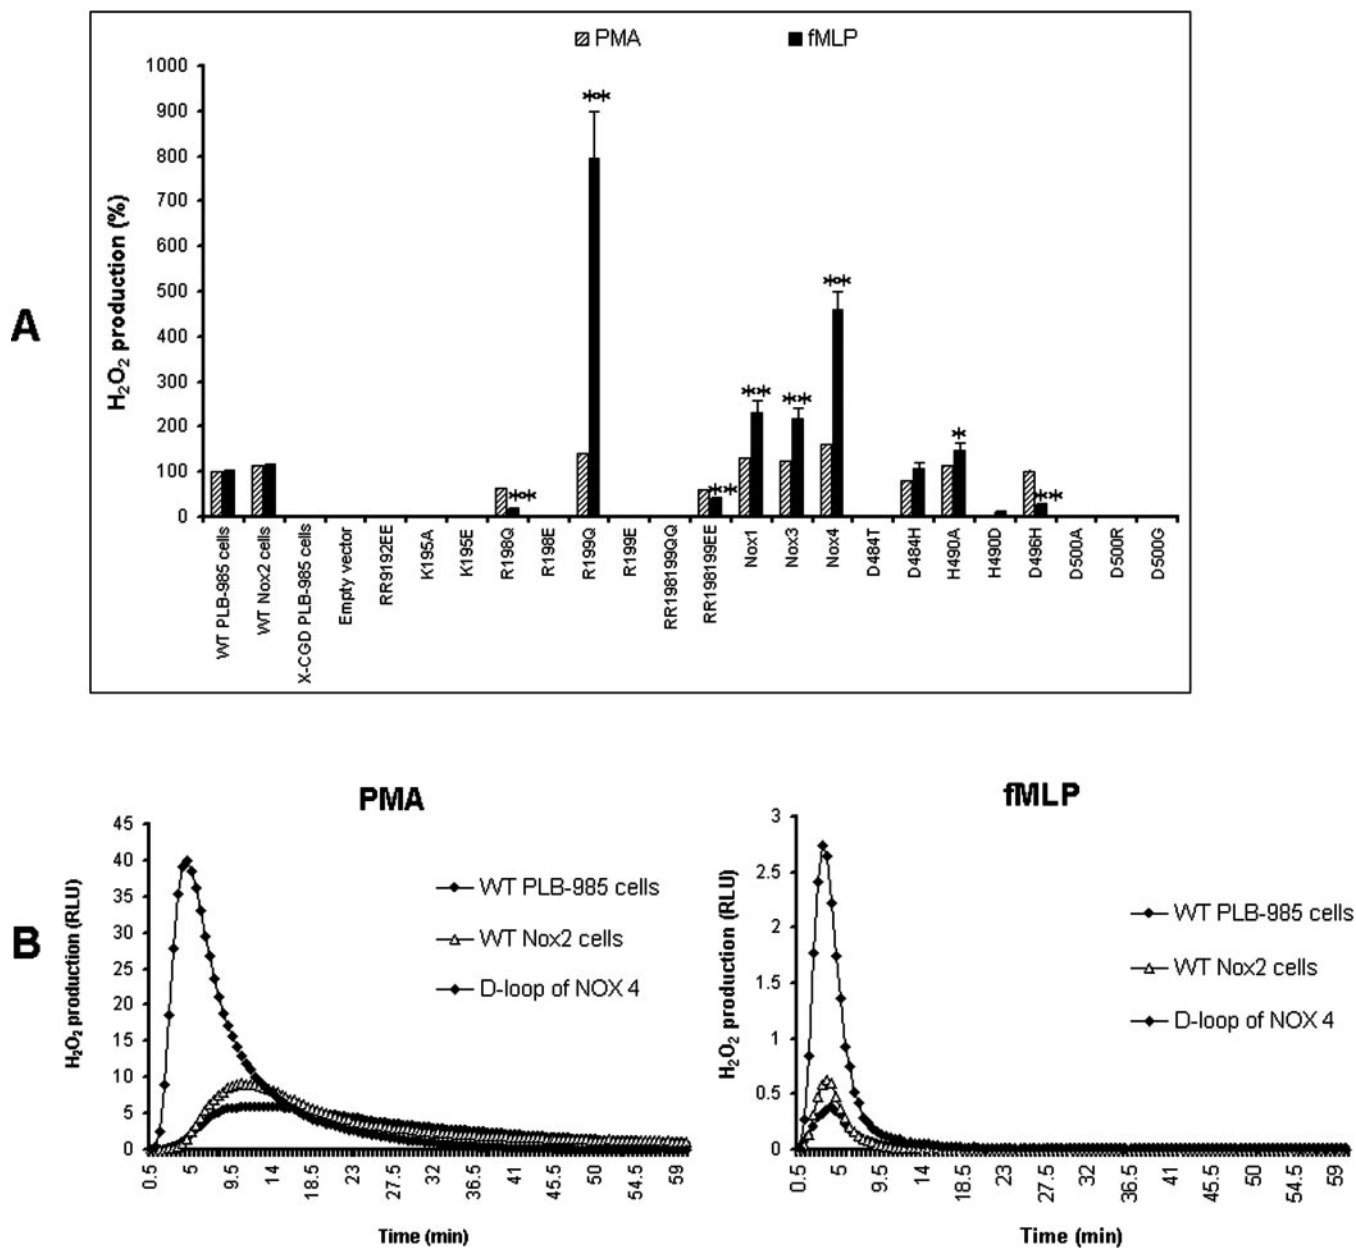 PMA fMLP
A
H₂O₂ production (%)
1000
900
800
700
600
500
400
300
200
100
0
**
**
**
**
**
**
**
*
**
WT PLB-985 cells
WT Nox2 cells
X-CGD PLB-985 cells
Empty vector
RR9192EE
K195A
K195E
R198Q
R198E
R199Q
R199E
RR198199QQ
RR198199EE
Nox1
Nox3
Nox4
D484T
D484H
H490A
H490D
D496H
D500A
D500R
D500G
B
PMA
H₂O₂ production (RLU)
45
40
35
30
25
20
15
10
5
0
WT PLB-985 cells
WT Nox2 cells
D-loop of NOX 4
0.5 5 9.5 14 18.5 23 27.5 32 36.5 41 45.5 50 54.5 59
Time (min)
fMLP
H₂O₂ production (RLU)
3
2.5
2
1.5
1
0.5
0
WT PLB-985 cells
WT Nox2 cells
D-loop of NOX 4
0.5 5 9.5 14 18.5 23 27.5 32 36.5 41 45.5 50 54.5 59
Time (min)